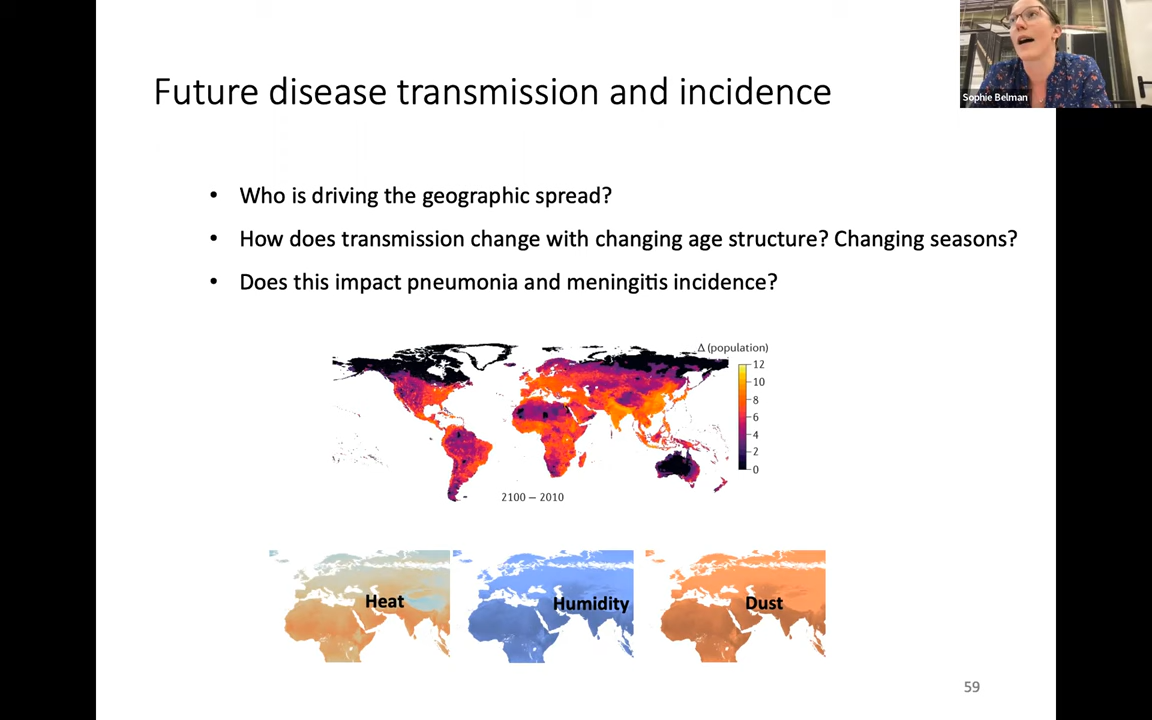 Sophie Belman
Future disease transmission and incidence
• Who is driving the geographic spread?
• How does transmission change with changing age structure? Changing seasons?
• Does this impact pneumonia and meningitis incidence?
Δ (population)
12
10
8
6
4
2
0
2100 – 2010
Heat
Humidity
Dust
59